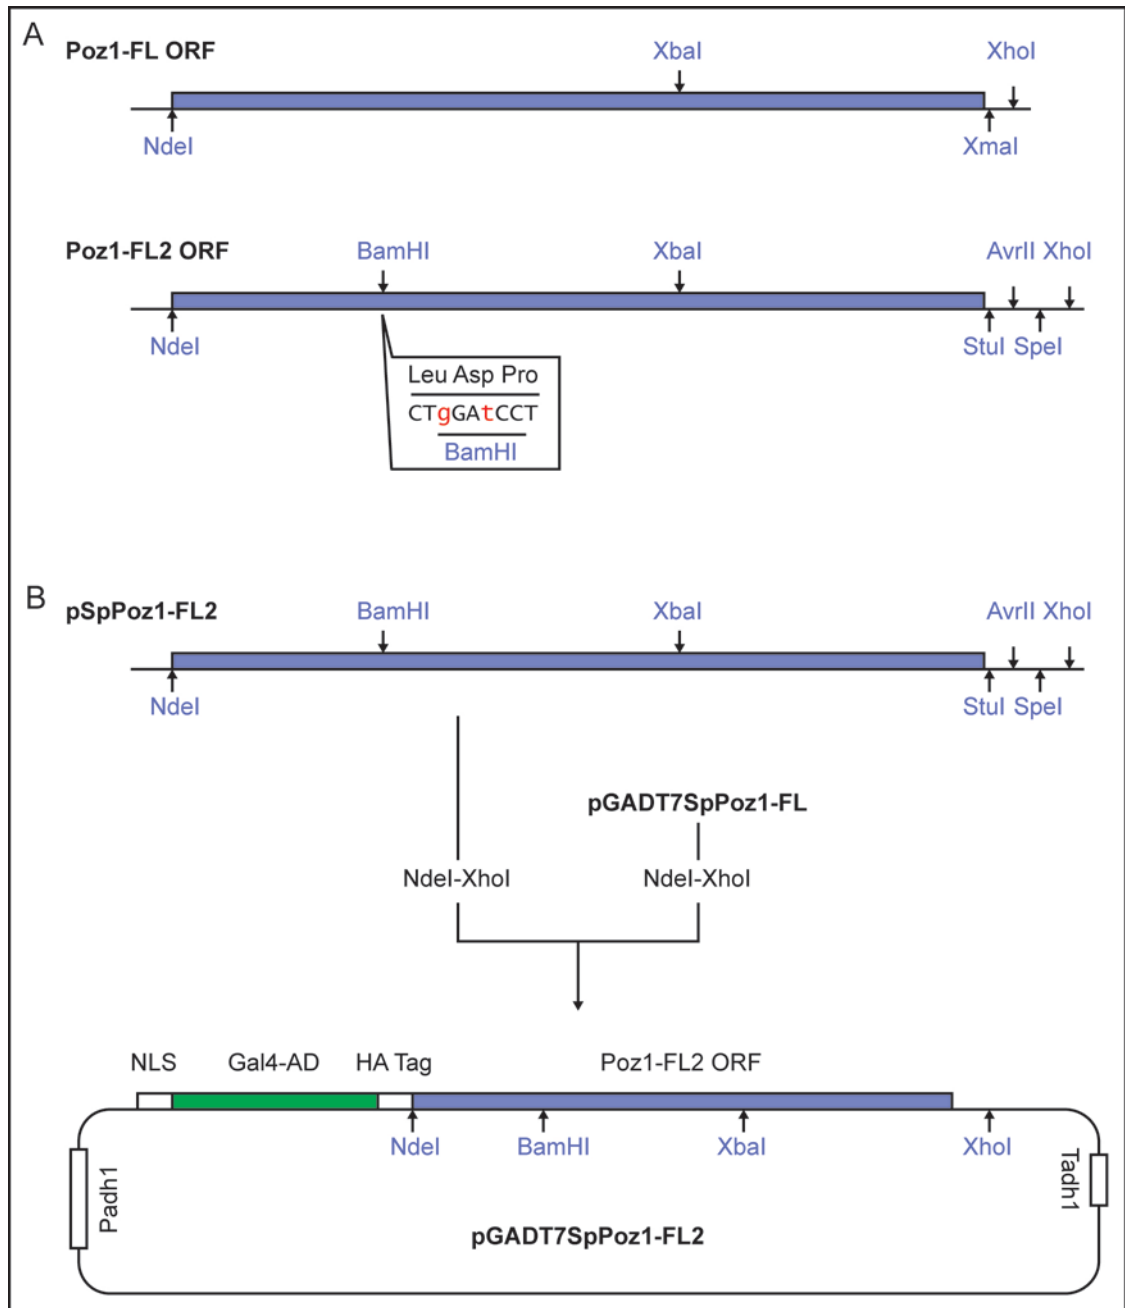 A
Poz1-FL ORF
XbaI
XhoI
NdeI
XmaI
Poz1-FL2 ORF
BamHI
XbaI
AvrII XhoI
NdeI
StuI SpeI
Leu Asp Pro
CTgGAtCCT
BamHI
B
pSpPoz1-FL2
BamHI
XbaI
AvrII XhoI
NdeI
StuI SpeI
pGADT7SpPoz1-FL
NdeI-XhoI
NdeI-XhoI
NLS
Gal4-AD
HA Tag
Poz1-FL2 ORF
NdeI
BamHI
XbaI
XhoI
Padh1
Tadh1
pGADT7SpPoz1-FL2